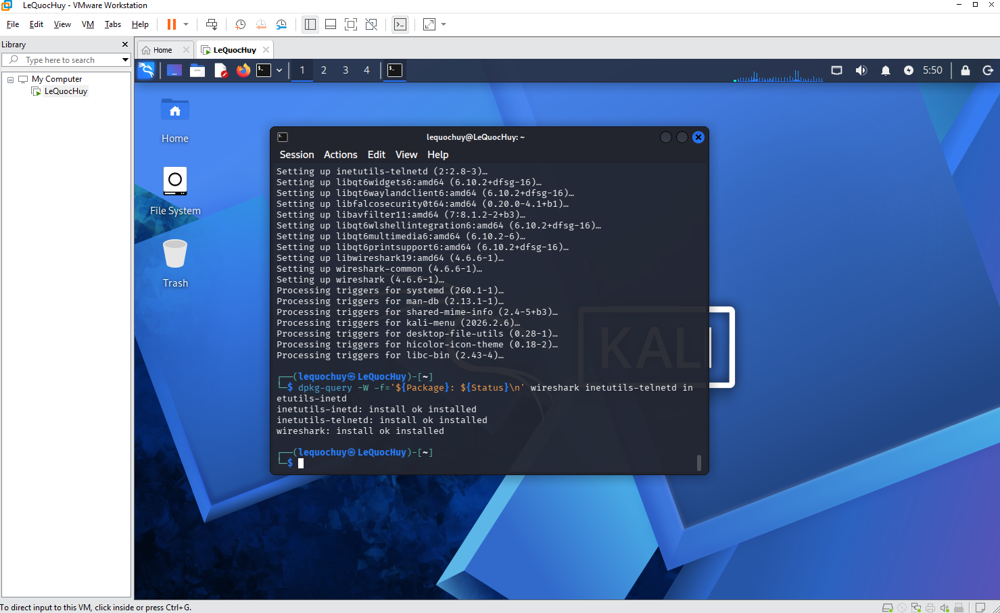 LeQuocHuy - VMware Workstation
File Edit View VM Tabs Help
Library
Type here to search
My Computer
LeQuocHuy
Home
LeQuocHuy
1 2 3 4
5:50
Home
File System
Trash
KALI
lequochuy@LeQuocHuy: ~
Session Actions Edit View Help
Setting up inetutils-telnetd (2:2.8-3)…
Setting up libqt6widgets6:amd64 (6.10.2+dfsg-16)…
Setting up libqt6waylandclient6:amd64 (6.10.2+dfsg-16)…
Setting up libfalcosecurity0t64:amd64 (0.20.0-4.1+b1)…
Setting up libavfilter11:amd64 (7:8.1.2-2+b3)…
Setting up libqt6wlshellintegration6:amd64 (6.10.2+dfsg-16)…
Setting up libqt6multimedia6:amd64 (6.10.2-6)…
Setting up libqt6printsupport6:amd64 (6.10.2+dfsg-16)…
Setting up libwireshark19:amd64 (4.6.6-1)…
Setting up wireshark-common (4.6.6-1)…
Setting up wireshark (4.6.6-1)…
Processing triggers for systemd (260.1-1)…
Processing triggers for man-db (2.13.1-1)…
Processing triggers for shared-mime-info (2.4-5+b3)…
Processing triggers for kali-menu (2026.2.6)…
Processing triggers for desktop-file-utils (0.28-1)…
Processing triggers for hicolor-icon-theme (0.18-2)…
Processing triggers for libc-bin (2.43-4)…
┌──(lequochuy㉿LeQuocHuy)-[~]
└─$ dpkg-query -W -f='${Package}: ${Status}\n' wireshark inetutils-telnetd in
etutils-inetd
inetutils-inetd: install ok installed
inetutils-telnetd: install ok installed
wireshark: install ok installed
┌──(lequochuy㉿LeQuocHuy)-[~]
└─$
To direct input to this VM, click inside or press Ctrl+G.